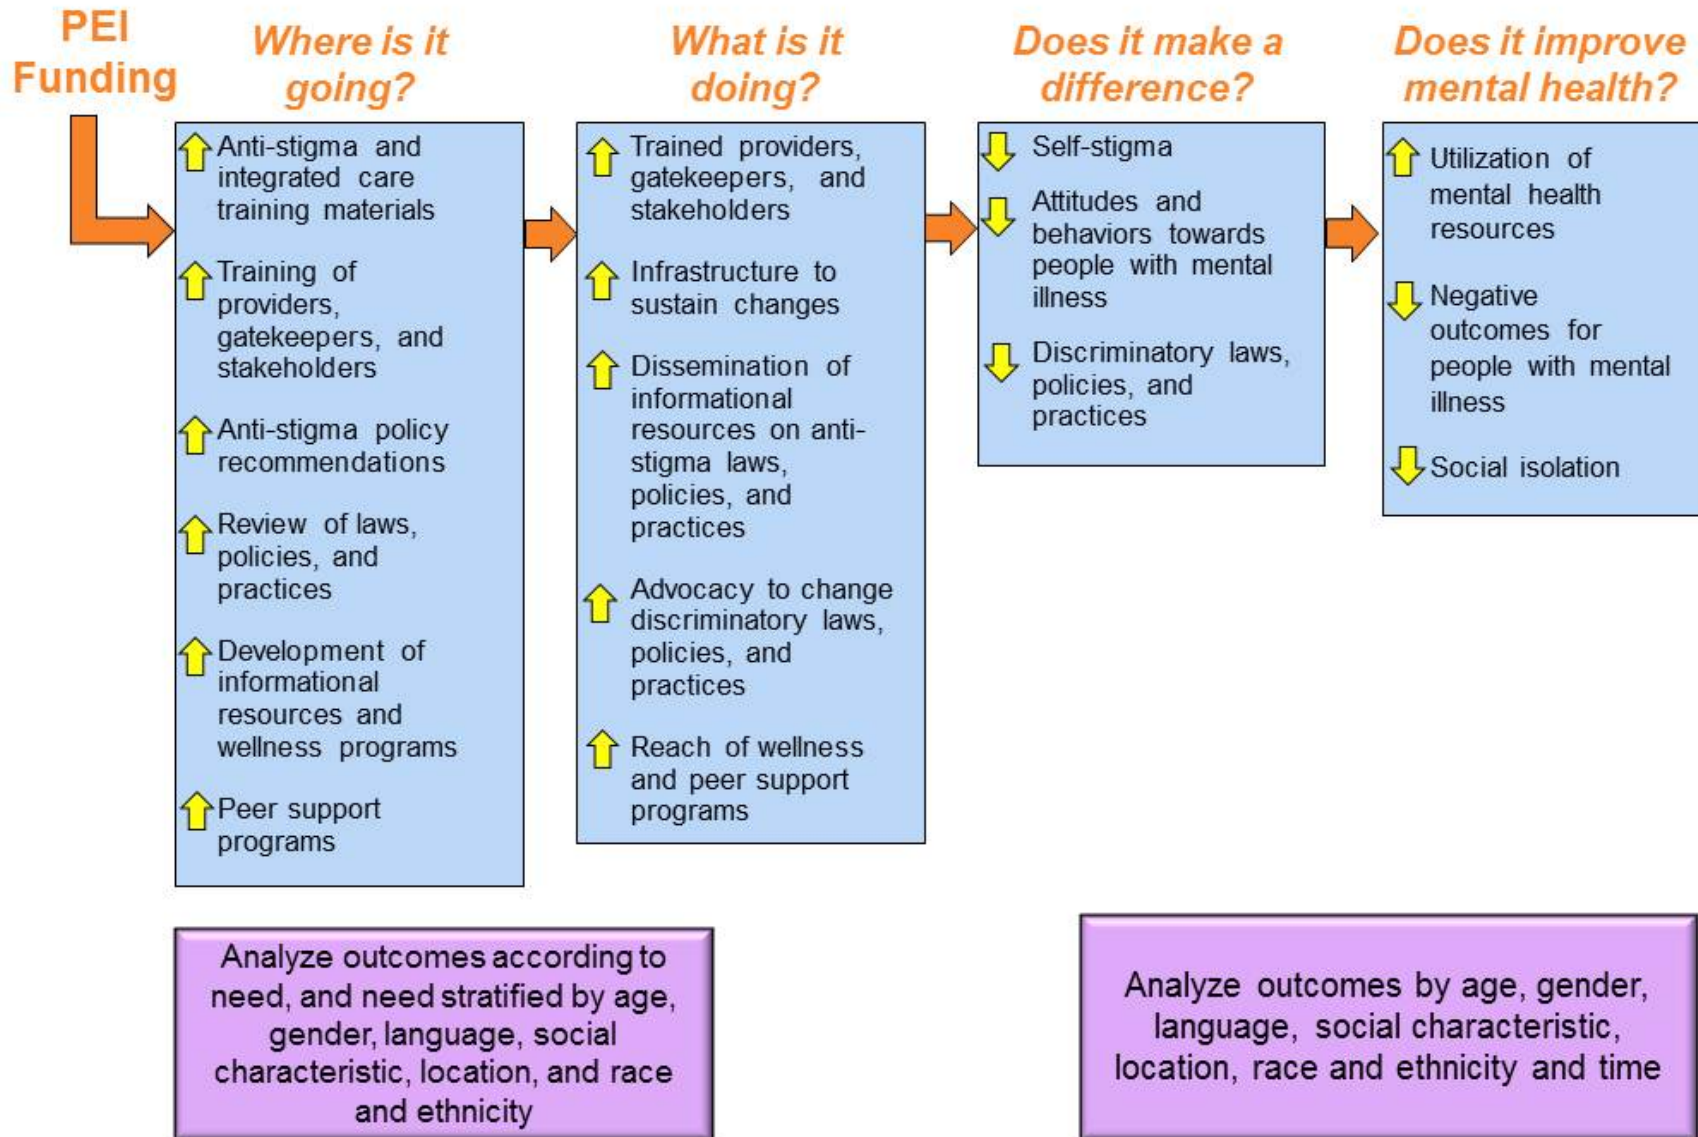 PEI
Funding
Where is it
going?
Anti-stigma and
integrated care
training materials
Training of
providers,
gatekeepers, and
stakeholders
Anti-stigma policy
recommendations
Review of laws,
policies, and
practices
Development of
informational
resources and
wellness programs
Peer support
programs
What is it
doing?
Trained providers,
gatekeepers, and
stakeholders
Infrastructure to
sustain changes
Dissemination of
informational
resources on anti-
stigma laws,
policies, and
practices
Advocacy to change
discriminatory laws,
policies, and
practices
Reach of wellness
and peer support
programs
Does it make a
difference?
Self-stigma
Attitudes and
behaviors towards
people with mental
illness
Discriminatory laws,
policies, and
practices
Does it improve
mental health?
Utilization of
mental health
resources
Negative
outcomes for
people with mental
illness
Social isolation
Analyze outcomes according to
need, and need stratified by age,
gender, language, social
characteristic, location, and race
and ethnicity
Analyze outcomes by age, gender,
language, social characteristic,
location, race and ethnicity and time